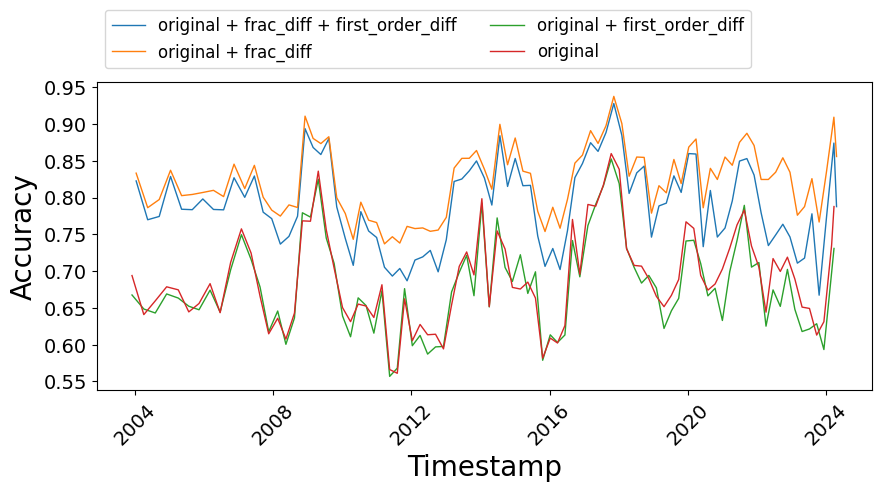 original + frac_diff + first_order_diff
original + first_order_diff
original + frac_diff
original
Accuracy
0.95
0.90
0.85
0.80
0.75
0.70
0.65
0.60
0.55
2004
2008
2012
2016
2020
2024
Timestamp